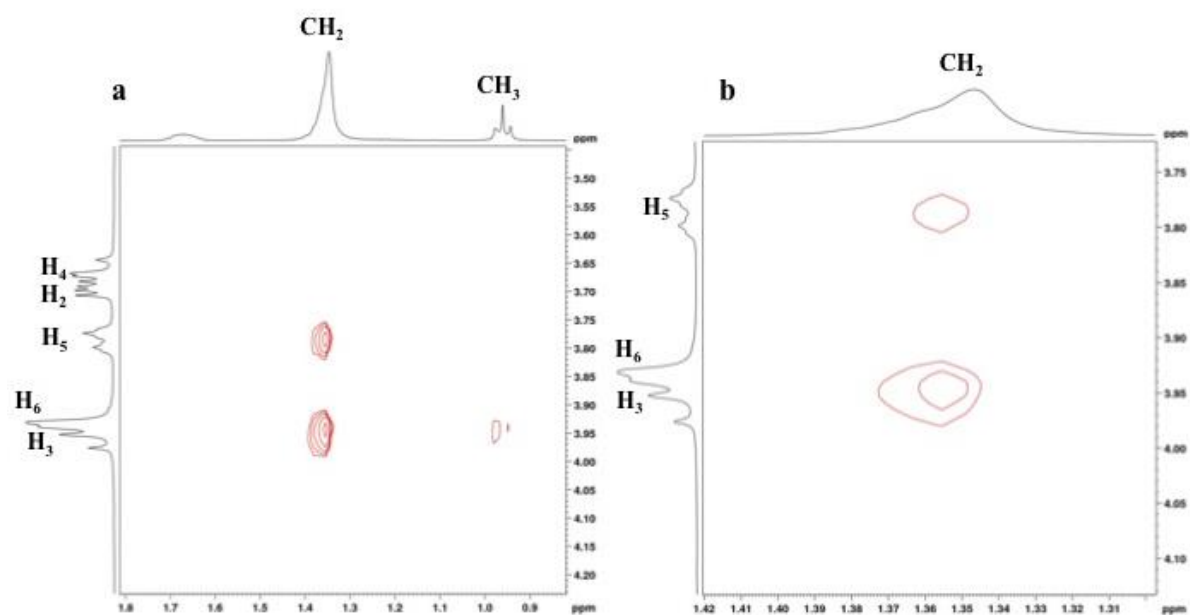 a
CH₂
CH₃
ppm
H₄
H₂
H₅
H₆
H₃
3.50
3.55
3.60
3.65
3.70
3.75
3.80
3.85
3.90
3.95
4.00
4.05
4.10
4.15
4.20
1.8 1.7 1.6 1.5 1.4 1.3 1.2 1.1 1.0 0.9 ppm
b
CH₂
ppm
H₅
H₆
H₃
3.75
3.80
3.85
3.90
3.95
4.00
4.05
4.10
1.42 1.41 1.40 1.39 1.38 1.37 1.36 1.35 1.34 1.33 1.32 1.31 ppm